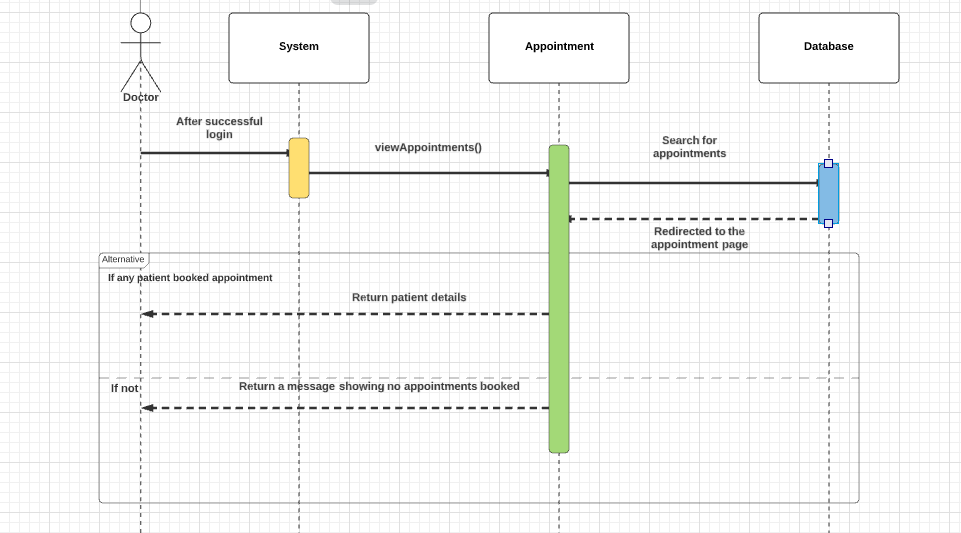 System
Appointment
Database
Doctor
After successful
login
viewAppointments()
Search for
appointments
Redirected to the
appointment page
Alternative
If any patient booked appointment
Return patient details
If not
Return a message showing no appointments booked